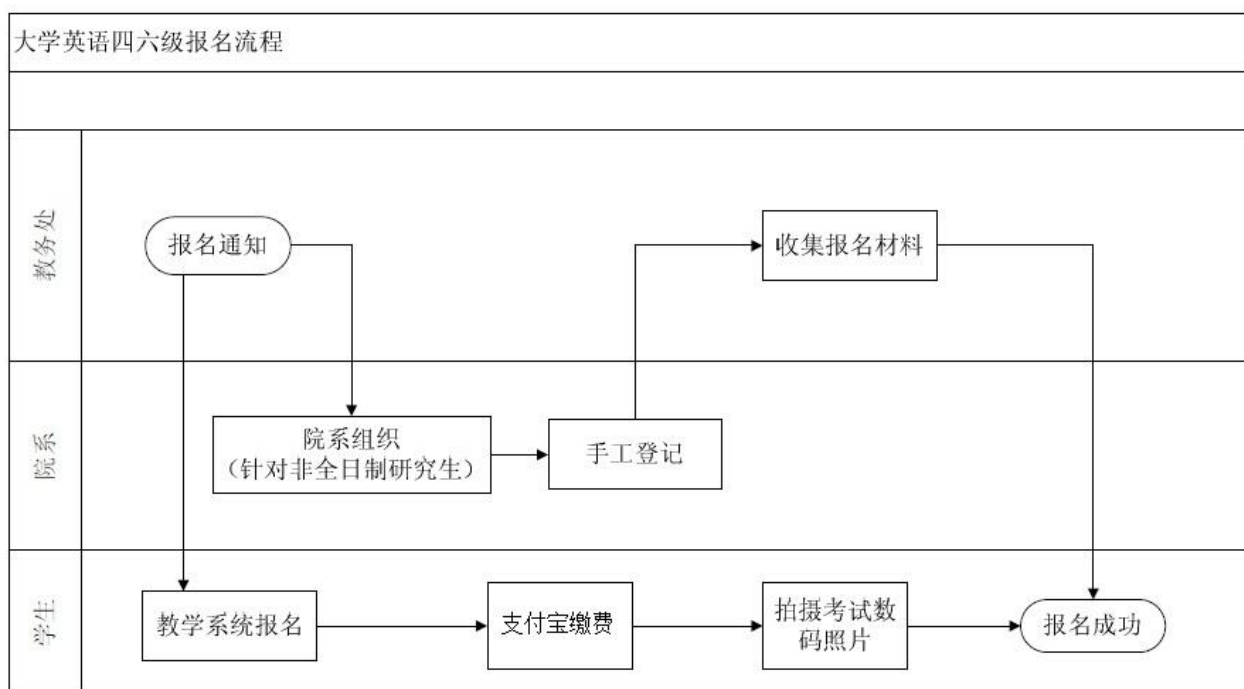 大学英语四六级报名流程
教务处
报名通知
收集报名材料
院系
院系组织
（针对非全日制研究生）
手工登记
学生
教学系统报名
支付宝缴费
拍摄考试数
码照片
报名成功